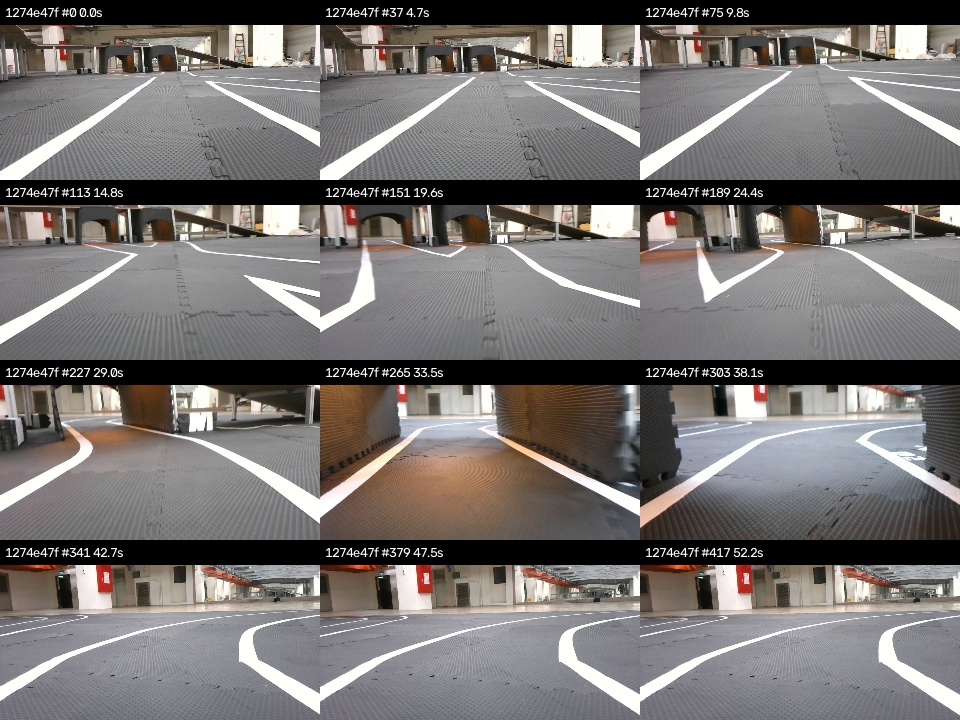 1274e47f #0 0.0s
1274e47f #37 4.7s
1274e47f #75 9.8s
1274e47f #113 14.8s
1274e47f #151 19.6s
1274e47f #189 24.4s
1274e47f #227 29.0s
1274e47f #265 33.5s
1274e47f #303 38.1s
1274e47f #341 42.7s
1274e47f #379 47.5s
1274e47f #417 52.2s